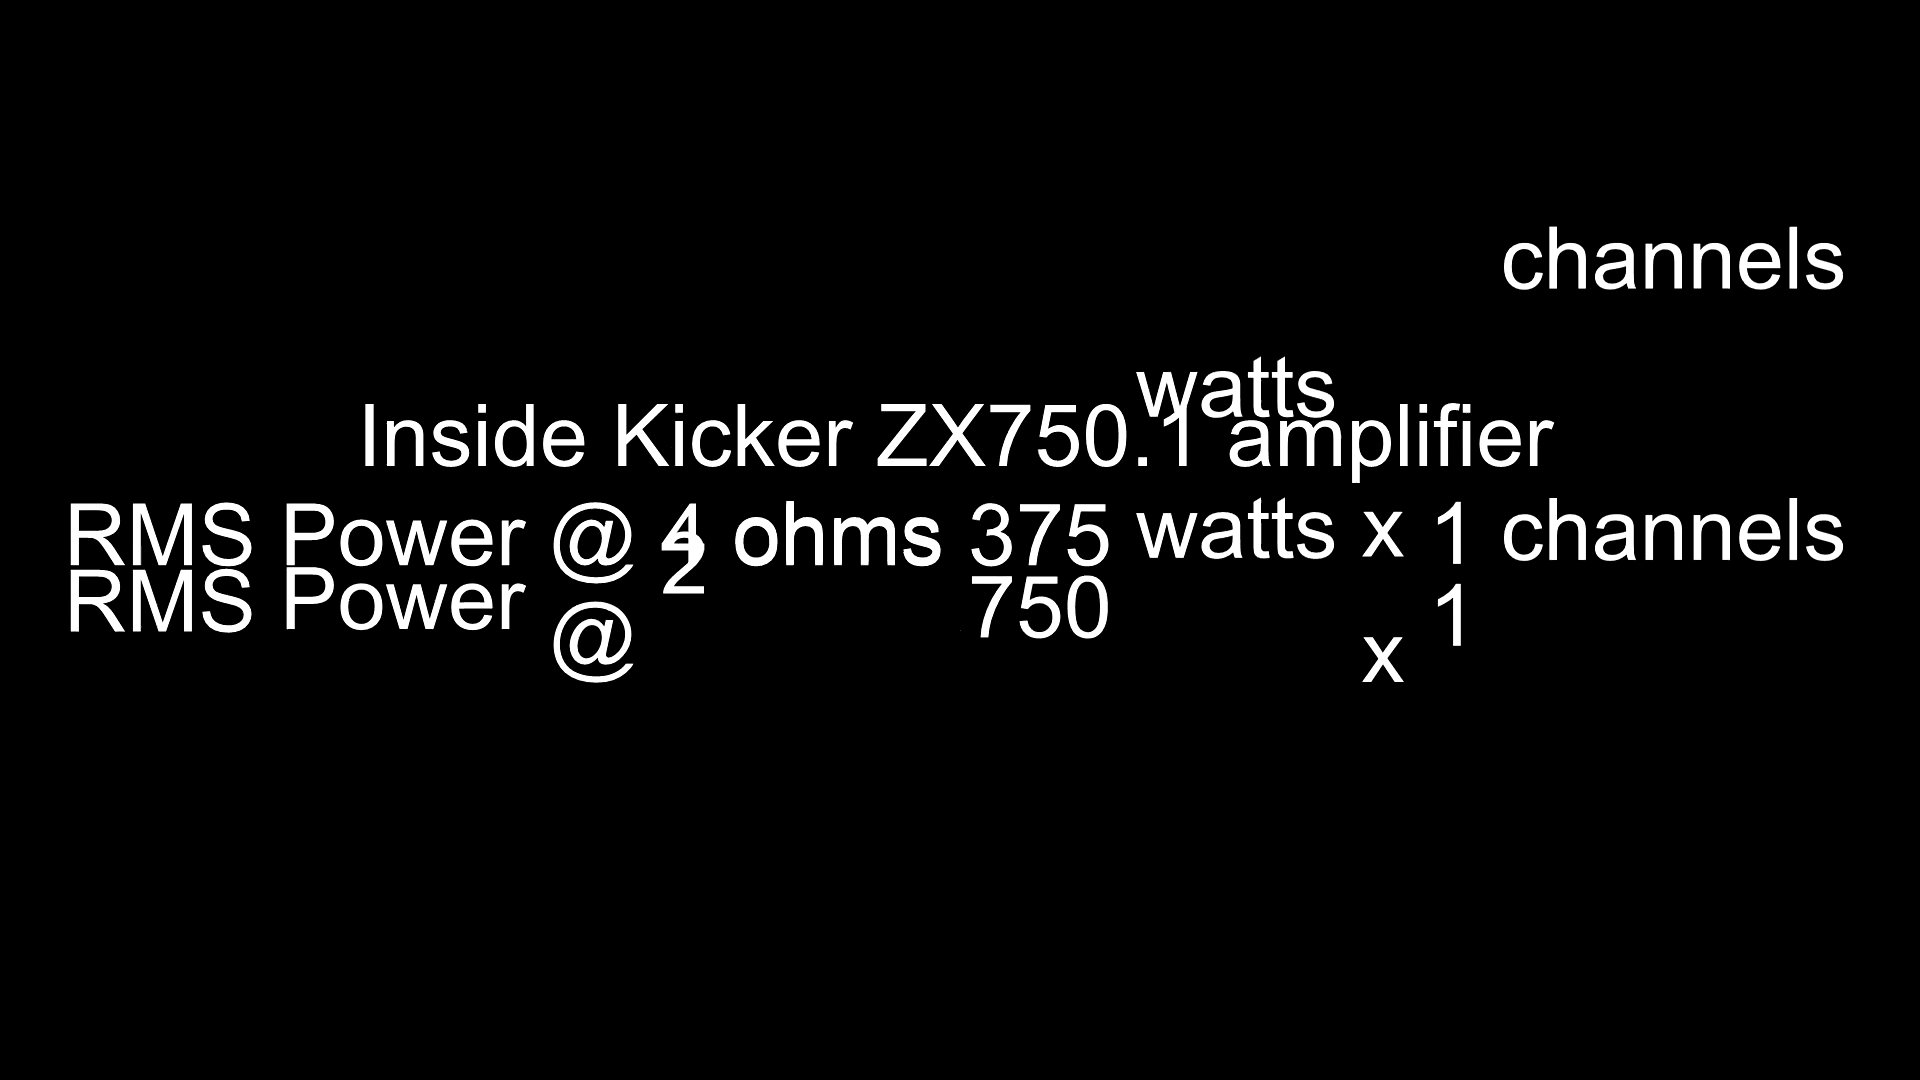 channels
watts
Inside Kicker ZX750.1 amplifier
RMS Power @ 4 ohms 375 watts x 1 channels
RMS Power @ 2 750 x 1